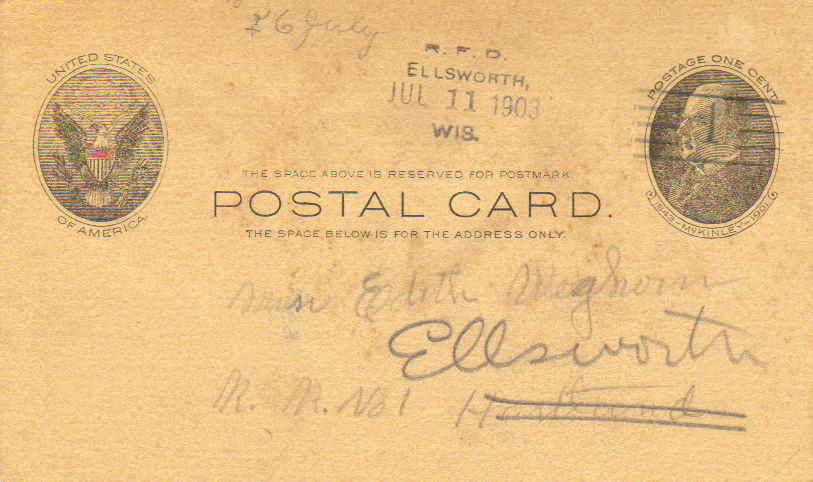 6 July
R. F. D.
ELLSWORTH,
JUL 11 1903
WIS.
UNITED STATES
OF AMERICA
POSTAGE ONE CENT
1843-McKINLEY-1901
THE SPACE ABOVE IS RESERVED FOR POSTMARK.
POSTAL CARD.
THE SPACE BELOW IS FOR THE ADDRESS ONLY.
Miss Edith Weghorn
Ellsworth
R. R. No 1